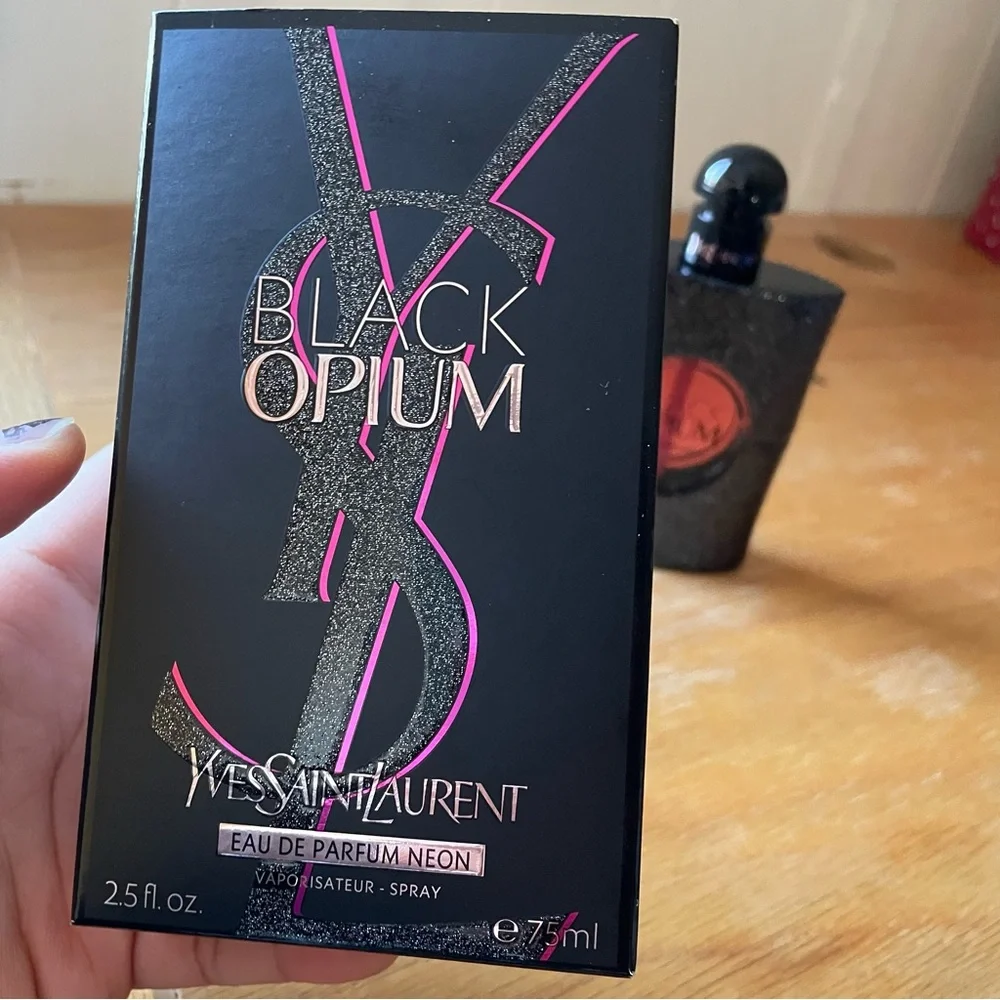 BLACK
OPIUM
YVESSAINTLAURENT
EAU DE PARFUM NEON
VAPORISATEUR - SPRAY
2.5 fl. oz.
e 75ml